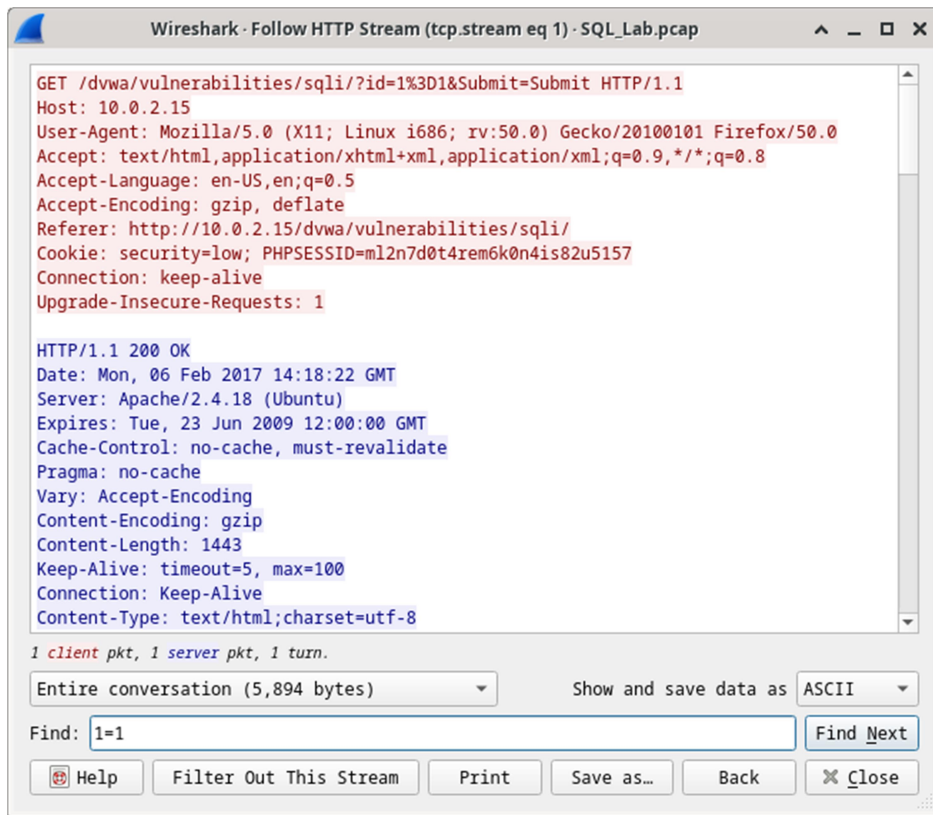 Wireshark · Follow HTTP Stream (tcp.stream eq 1) · SQL_Lab.pcap
GET /dvwa/vulnerabilities/sqli/?id=1%3D1&Submit=Submit HTTP/1.1
Host: 10.0.2.15
User-Agent: Mozilla/5.0 (X11; Linux i686; rv:50.0) Gecko/20100101 Firefox/50.0
Accept: text/html,application/xhtml+xml,application/xml;q=0.9,*/*;q=0.8
Accept-Language: en-US,en;q=0.5
Accept-Encoding: gzip, deflate
Referer: http://10.0.2.15/dvwa/vulnerabilities/sqli/
Cookie: security=low; PHPSESSID=ml2n7d0t4rem6k0n4is82u5157
Connection: keep-alive
Upgrade-Insecure-Requests: 1
HTTP/1.1 200 OK
Date: Mon, 06 Feb 2017 14:18:22 GMT
Server: Apache/2.4.18 (Ubuntu)
Expires: Tue, 23 Jun 2009 12:00:00 GMT
Cache-Control: no-cache, must-revalidate
Pragma: no-cache
Vary: Accept-Encoding
Content-Encoding: gzip
Content-Length: 1443
Keep-Alive: timeout=5, max=100
Connection: Keep-Alive
Content-Type: text/html;charset=utf-8
1 client pkt, 1 server pkt, 1 turn.
Entire conversation (5,894 bytes) Show and save data as ASCII
Find: 1=1 Find Next
Help Filter Out This Stream Print Save as… Back Close